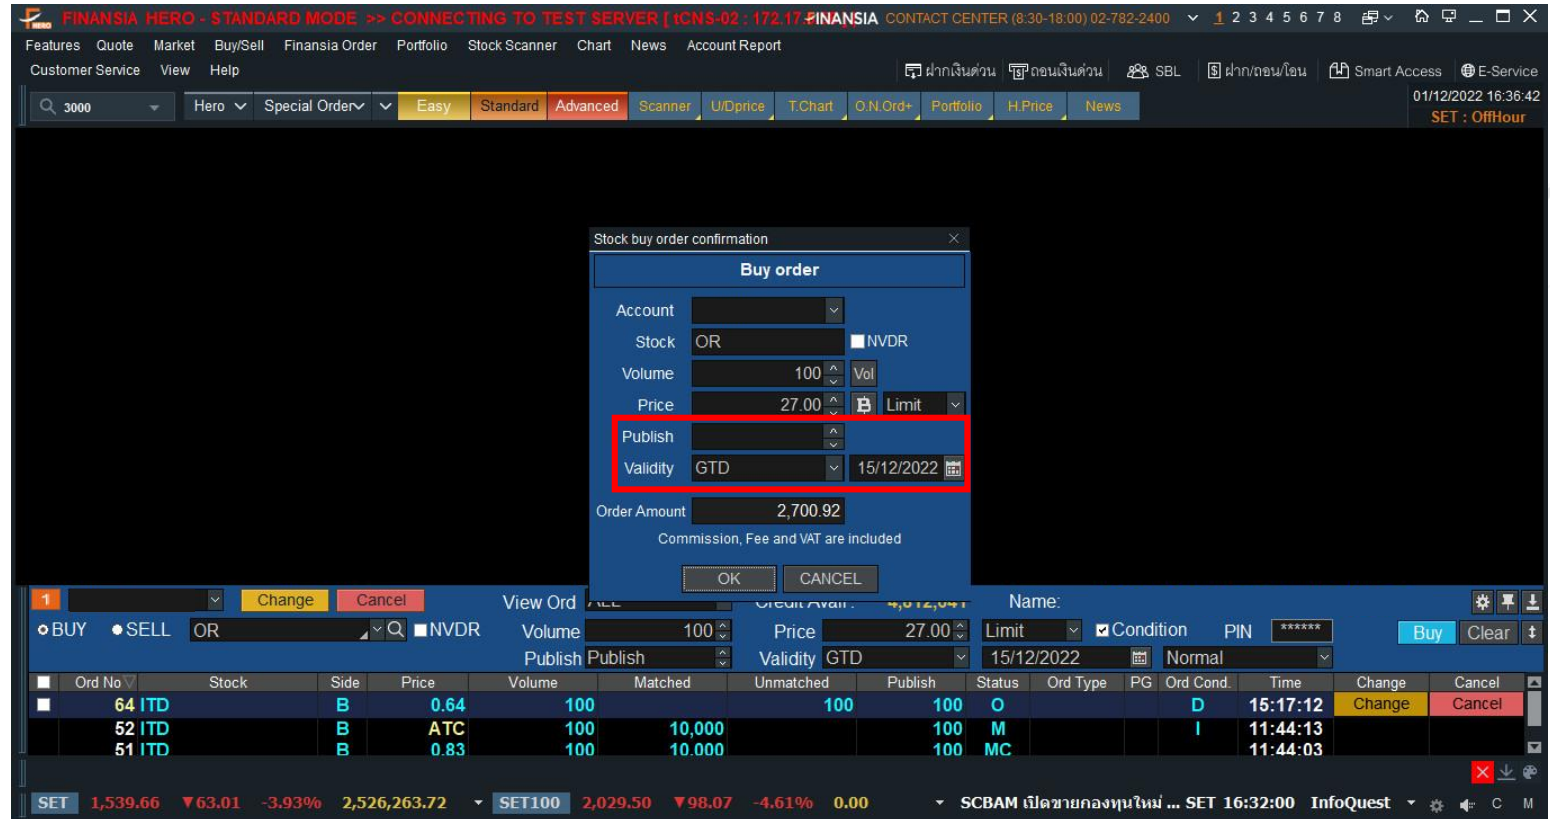 FINANSIA HERO - STANDARD MODE >> CONNECTING TO TEST SERVER [ tCNS-02 : 172.17 FINANSIA CONTACT CENTER (8:30-18:00) 02-782-2400 1 2 3 4 5 6 7 8
HERO
Features Quote Market Buy/Sell Finansia Order Portfolio Stock Scanner Chart News Account Report
Customer Service View Help ฝากเงินด่วน ถอนเงินด่วน SBL ฝาก/ถอน/โอน Smart Access E-Service
3000 Hero Special Order Easy Standard Advanced Scanner U/Dprice T.Chart O.N.Ord+ Portfolio H.Price News 01/12/2022 16:36:42
SET : OffHour
Stock buy order confirmation
Buy order
Account
Stock OR NVDR
Volume 100 Vol
Price 27.00 B Limit
Publish
Validity GTD 15/12/2022
Order Amount 2,700.92
Commission, Fee and VAT are included
OK CANCEL
1 Change Cancel View Ord ALL Credit Avail : Name:
BUY SELL OR NVDR Volume 100 Price 27.00 Limit Condition PIN ****** Buy Clear
Publish Publish Validity GTD 15/12/2022 Normal
Ord No Stock Side Price Volume Matched Unmatched Publish Status Ord Type PG Ord Cond. Time Change Cancel
64 ITD B 0.64 100 100 100 O D 15:17:12 Change Cancel
52 ITD B ATC 100 10,000 100 M I 11:44:13
51 ITD B 0.83 100 10,000 100 MC 11:44:03
SET 1,539.66 ▼63.01 -3.93% 2,526,263.72 SET100 2,029.50 ▼98.07 -4.61% 0.00 SCBAM เปิดขายกองทุนใหม่ ... SET 16:32:00 InfoQuest C M